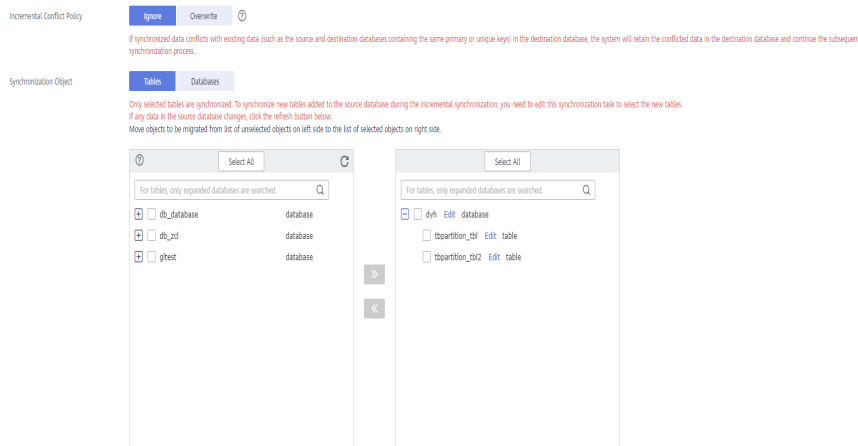 Incremental Conflict Policy
Ignore
Overwrite
If synchronized data conflicts with existing data (such as the source and destination databases containing the same primary or unique keys) in the destination database, the system will retain the conflicted data in the destination database and continue the subsequen
synchronization process.
Synchronization Object
Tables
Databases
Only selected tables are synchronized. To synchronize new tables added to the source database during the incremental synchronization, you need to edit this synchronization task to select the new tables.
If any data in the source database changes, click the refresh button below.
Move objects to be migrated from list of unselected objects on left side to the list of selected objects on right side.
Select All
For tables, only expanded databases are searched.
db_database database
db_zcl database
gltest database
Select All
For tables, only expanded databases are searched.
dyh Edit database
tbpartition_tbl Edit table
tbpartition_tbl2 Edit table